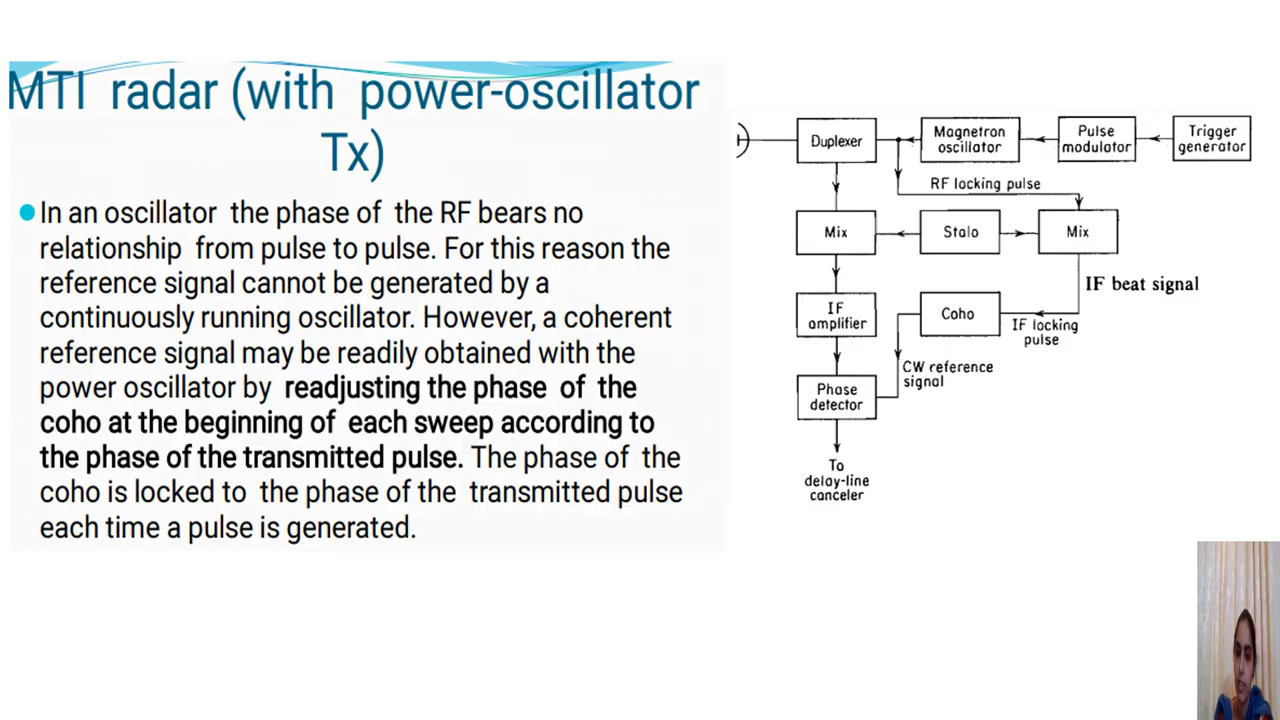 MTI radar (with power-oscillator
Tx)
In an oscillator the phase of the RF bears no
relationship from pulse to pulse. For this reason the
reference signal cannot be generated by a
continuously running oscillator. However, a coherent
reference signal may be readily obtained with the
power oscillator by readjusting the phase of the
coho at the beginning of each sweep according to
the phase of the transmitted pulse. The phase of the
coho is locked to the phase of the transmitted pulse
each time a pulse is generated.
Duplexer
Magnetron
oscillator
Pulse
modulator
Trigger
generator
RF locking pulse
Mix
Stalo
Mix
IF beat signal
IF
amplifier
Coho
IF locking
pulse
CW reference
signal
Phase
detector
To
delay-line
canceler